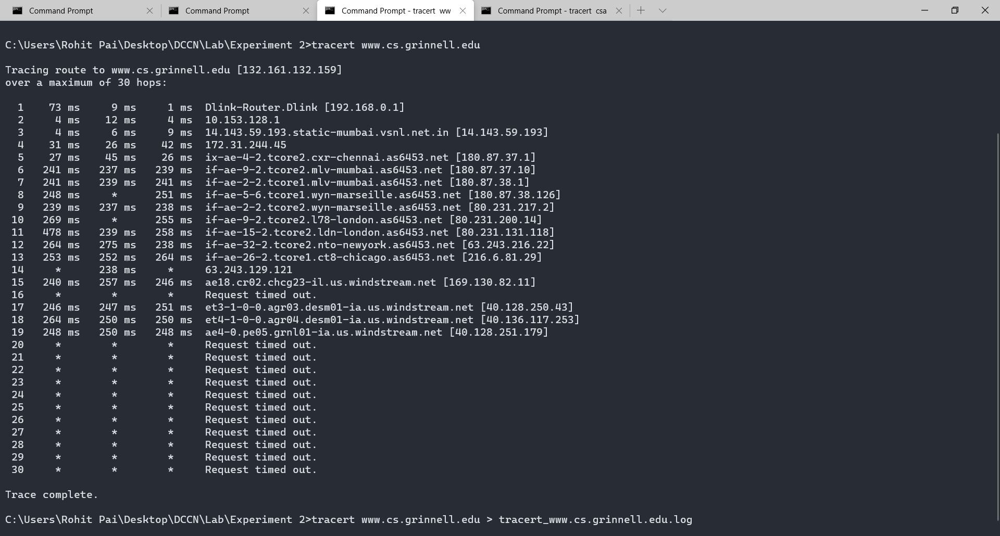 Command Prompt
Command Prompt
Command Prompt - tracert  ww
Command Prompt - tracert  csa
C:\Users\Rohit Pai\Desktop\DCCN\Lab\Experiment 2>tracert www.cs.grinnell.edu
Tracing route to www.cs.grinnell.edu [132.161.132.159]
over a maximum of 30 hops:
  1    73 ms     9 ms     1 ms  Dlink-Router.Dlink [192.168.0.1]
  2     4 ms    12 ms     4 ms  10.153.128.1
  3     4 ms     6 ms     9 ms  14.143.59.193.static-mumbai.vsnl.net.in [14.143.59.193]
  4    31 ms    26 ms    42 ms  172.31.244.45
  5    27 ms    45 ms    26 ms  ix-ae-4-2.tcore2.cxr-chennai.as6453.net [180.87.37.1]
  6   241 ms   237 ms   239 ms  if-ae-9-2.tcore2.mlv-mumbai.as6453.net [180.87.37.10]
  7   241 ms   239 ms   241 ms  if-ae-2-2.tcore1.mlv-mumbai.as6453.net [180.87.38.1]
  8   248 ms     *      251 ms  if-ae-5-6.tcore1.wyn-marseille.as6453.net [180.87.38.126]
  9   239 ms   237 ms   238 ms  if-ae-2-2.tcore2.wyn-marseille.as6453.net [80.231.217.2]
 10   269 ms     *      255 ms  if-ae-9-2.tcore2.l78-london.as6453.net [80.231.200.14]
 11   478 ms   239 ms   258 ms  if-ae-15-2.tcore2.ldn-london.as6453.net [80.231.131.118]
 12   264 ms   275 ms   238 ms  if-ae-32-2.tcore2.nto-newyork.as6453.net [63.243.216.22]
 13   253 ms   252 ms   264 ms  if-ae-26-2.tcore1.ct8-chicago.as6453.net [216.6.81.29]
 14     *      238 ms     *     63.243.129.121
 15   240 ms   257 ms   246 ms  ae18.cr02.chcg23-il.us.windstream.net [169.130.82.11]
 16     *        *        *     Request timed out.
 17   246 ms   247 ms   251 ms  et3-1-0-0.agr03.desm01-ia.us.windstream.net [40.128.250.43]
 18   264 ms   250 ms   250 ms  et4-1-0-0.agr04.desm01-ia.us.windstream.net [40.136.117.253]
 19   248 ms   250 ms   248 ms  ae4-0.pe05.grnl01-ia.us.windstream.net [40.128.251.179]
 20     *        *        *     Request timed out.
 21     *        *        *     Request timed out.
 22     *        *        *     Request timed out.
 23     *        *        *     Request timed out.
 24     *        *        *     Request timed out.
 25     *        *        *     Request timed out.
 26     *        *        *     Request timed out.
 27     *        *        *     Request timed out.
 28     *        *        *     Request timed out.
 29     *        *        *     Request timed out.
 30     *        *        *     Request timed out.
Trace complete.
C:\Users\Rohit Pai\Desktop\DCCN\Lab\Experiment 2>tracert www.cs.grinnell.edu > tracert_www.cs.grinnell.edu.log